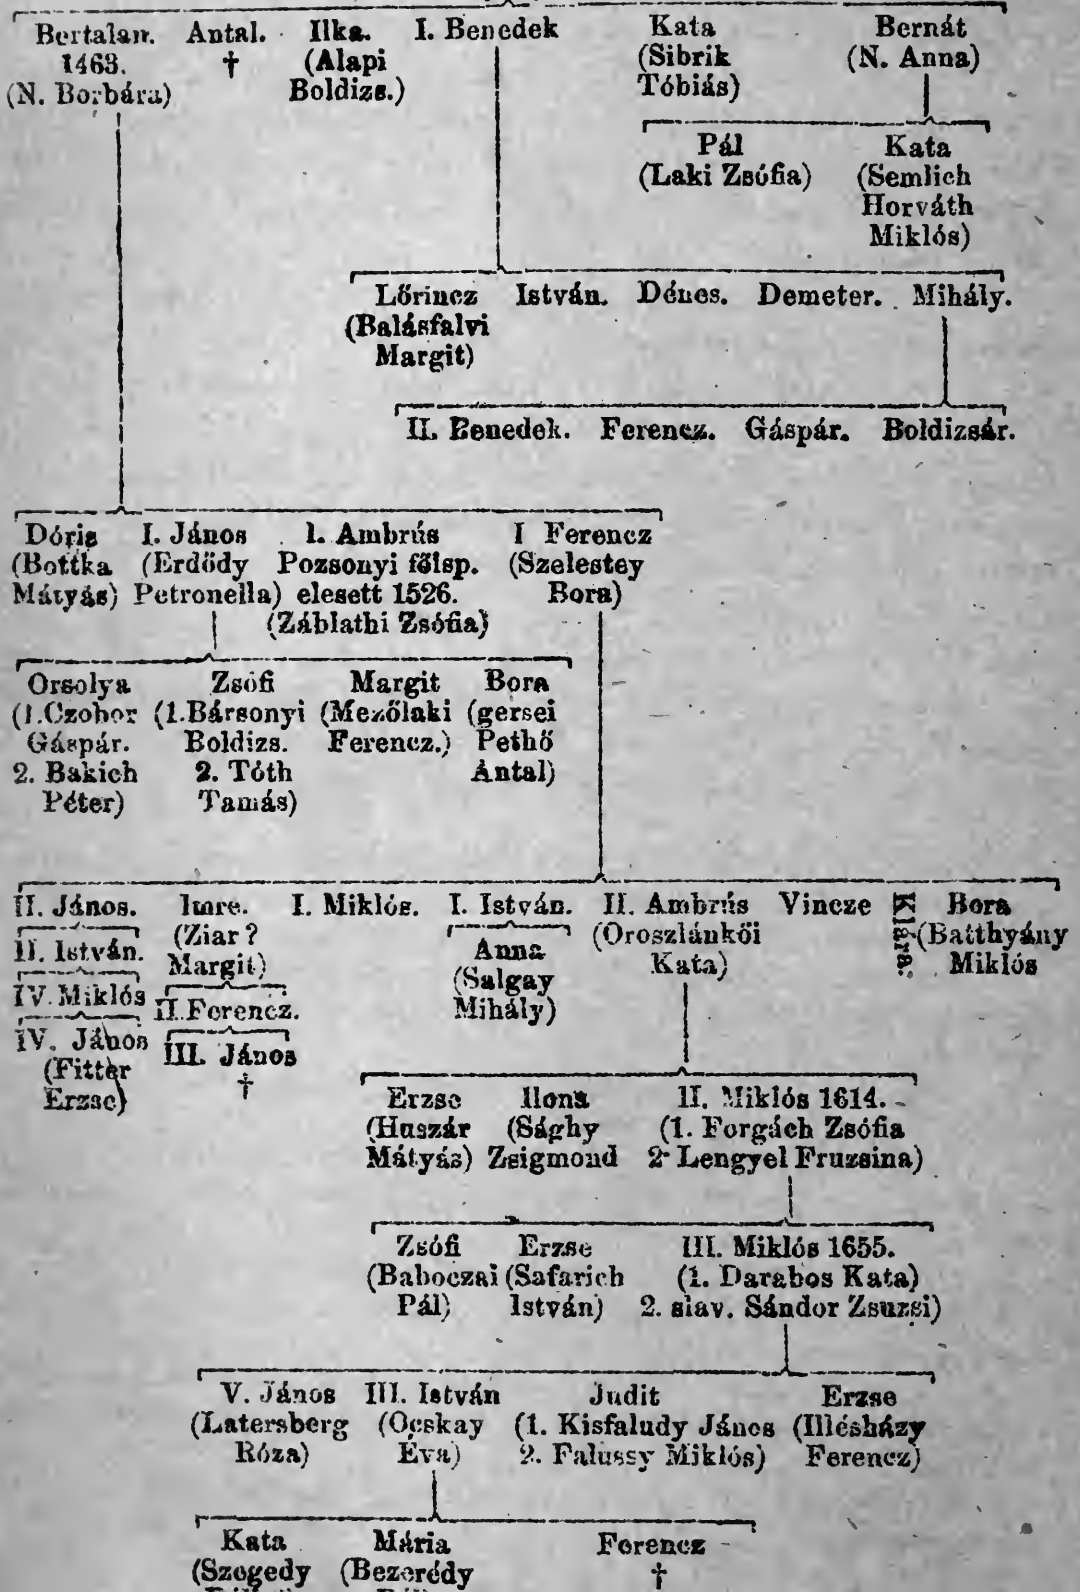 Bertalan. Antal. Ilka. I. Benedek Kata Bernát
1463. † (Alapi (Sibrik (N. Anna)
(N. Borbára) Boldizs.) Tóbiás)
Pál Kata
(Laki Zsófia) (Semlich
Horváth
Miklós)
Lőrincz István. Dénes. Demeter. Mihály.
(Balásfalvi
Margit)
II. Benedek. Ferencz. Gáspár. Boldizsár.
Dóris I. János I. Ambrús I Ferencz
(Bottka (Erdődy Pozsonyi főisp. (Szelestey
Mátyás) Petronella) elesett 1526. Bora)
(Záblathi Zsófia)
Orsolya Zsófi Margit Bora
(1.Czobor (1.Bársonyi (Mezőlaki (gersei
Gáspár. Boldizs. Ferencz.) Pethő
2. Bakich 2. Tóth Antal)
Péter) Tamás)
II. János. Imre. I. Miklós. I. István. II. Ambrús Vincze Klára. Bora
II. István. (Ziar ? Anna (Oroszlánkői (Batthyány
Margit) (Salgay Kata) Miklós
IV. Miklós II.Ferencz. Mihály)
IV. János III. János
(Fitter †
Erzse)
Erzse Ilona II. Miklós 1614.
(Huszár (Sághy (1. Forgách Zsófia
Mátyás) Zsigmond 2· Lengyel Fruzsina)
Zsófi Erzse III. Miklós 1655.
(Baboczai (Safarich (1. Darabos Kata)
Pál) István) 2. slav. Sándor Zsuzsi)
V. János III. István Judit Erzse
(Latersberg (Ocskay (1. Kisfaludy János (Illésházy
Róza) Éva) 2. Falussy Miklós) Ferencz)
Kata Mária Ferencz
(Szegedy (Bezerédy †